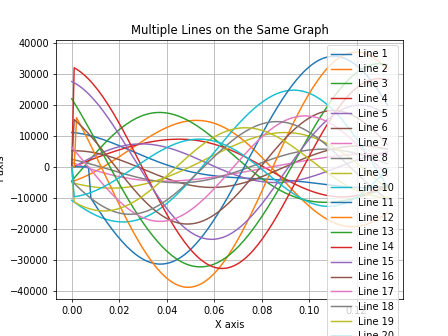 Multiple Lines on the Same Graph
40000
30000
20000
10000
0
−10000
−20000
−30000
−40000
0.00
0.02
0.04
0.06
0.08
0.10
X axis
Line 1
Line 2
Line 3
Line 4
Line 5
Line 6
Line 7
Line 8
Line 9
Line 10
Line 11
Line 12
Line 13
Line 14
Line 15
Line 16
Line 17
Line 18
Line 19
Line 20